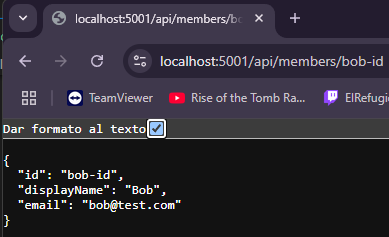 localhost:5001/api/members/bo
localhost:5001/api/members/bob-id
TeamViewer
Rise of the Tomb Ra...
ElRefugio
Dar formato al texto
{
"id": "bob-id",
"displayName": "Bob",
"email": "bob@test.com"
}